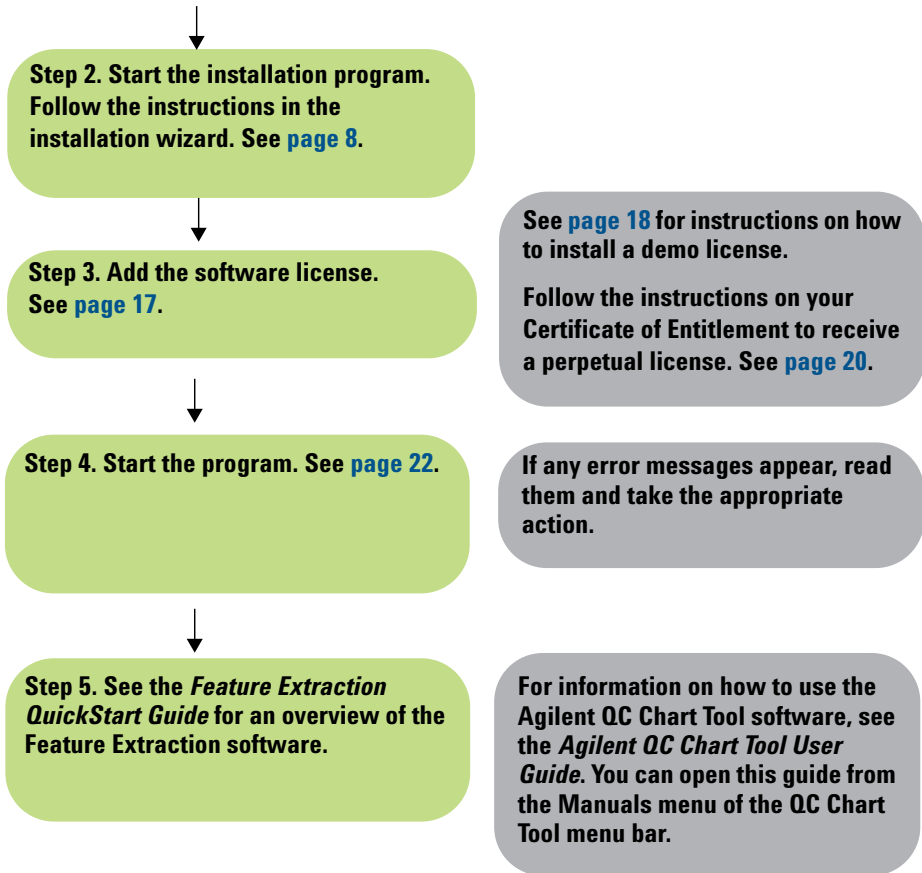 Step 2. Start the installation program.
Follow the instructions in the
installation wizard. See page 8.
Step 3. Add the software license.
See page 17.
See page 18 for instructions on how
to install a demo license.
Follow the instructions on your
Certificate of Entitlement to receive
a perpetual license. See page 20.
Step 4. Start the program. See page 22.
If any error messages appear, read
them and take the appropriate
action.
Step 5. See the Feature Extraction
QuickStart Guide for an overview of the
Feature Extraction software.
For information on how to use the
Agilent QC Chart Tool software, see
the Agilent QC Chart Tool User
Guide. You can open this guide from
the Manuals menu of the QC Chart
Tool menu bar.